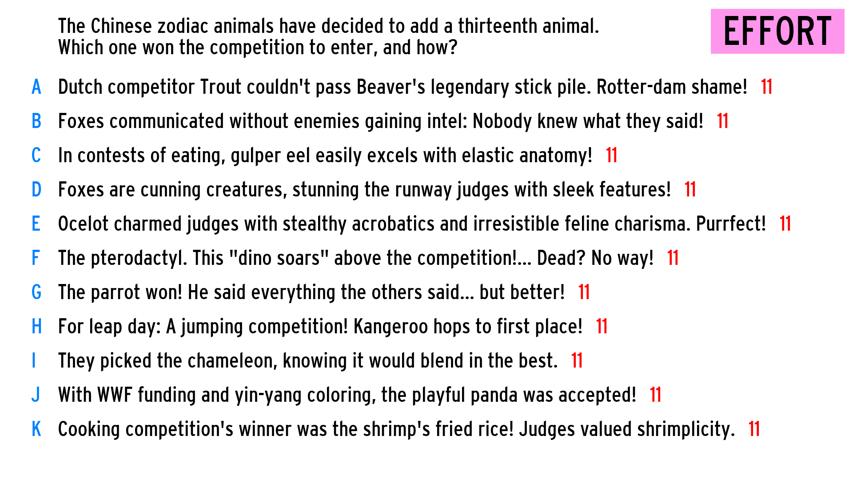 The Chinese zodiac animals have decided to add a thirteenth animal.
Which one won the competition to enter, and how?
EFFORT
A Dutch competitor Trout couldn't pass Beaver's legendary stick pile. Rotter-dam shame! 11
B Foxes communicated without enemies gaining intel: Nobody knew what they said! 11
C In contests of eating, gulper eel easily excels with elastic anatomy! 11
D Foxes are cunning creatures, stunning the runway judges with sleek features! 11
E Ocelot charmed judges with stealthy acrobatics and irresistible feline charisma. Purrfect! 11
F The pterodactyl. This "dino soars" above the competition!... Dead? No way! 11
G The parrot won! He said everything the others said... but better! 11
H For leap day: A jumping competition! Kangeroo hops to first place! 11
I They picked the chameleon, knowing it would blend in the best. 11
J With WWF funding and yin-yang coloring, the playful panda was accepted! 11
K Cooking competition's winner was the shrimp's fried rice! Judges valued shrimplicity. 11